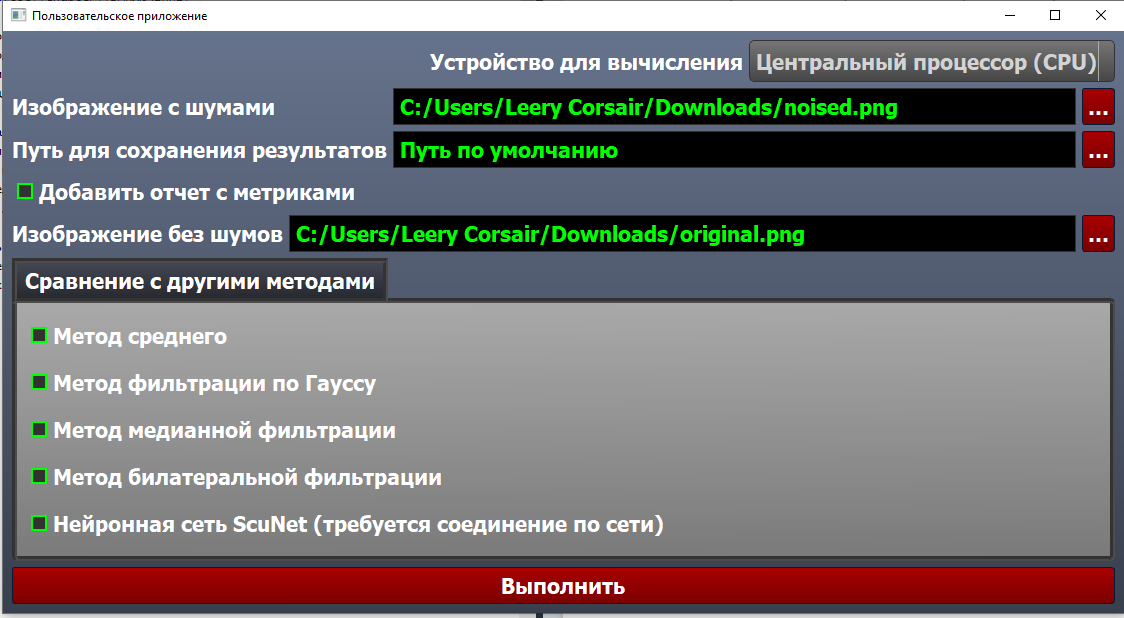 Пользовательское приложение
Устройство для вычисления Центральный процессор (CPU)
Изображение с шумами C:/Users/Leery Corsair/Downloads/noised.png ...
Путь для сохранения результатов Путь по умолчанию ...
Добавить отчет с метриками
Изображение без шумов C:/Users/Leery Corsair/Downloads/original.png ...
Сравнение с другими методами
Метод среднего
Метод фильтрации по Гауссу
Метод медианной фильтрации
Метод билатеральной фильтрации
Нейронная сеть ScuNet (требуется соединение по сети)
Выполнить